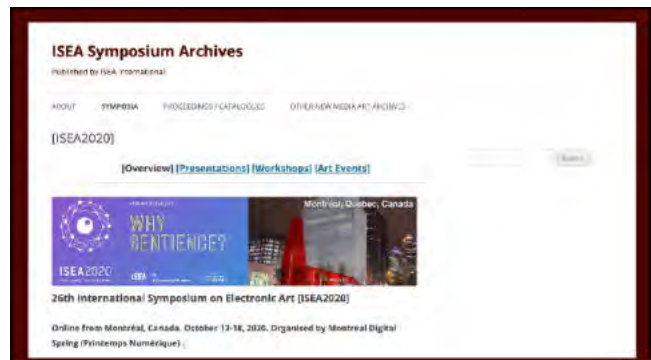 ISEA Symposium Archives
Published by ISEA International
ABOUT SYMPOSIA PROCEEDINGS / CATALOGUES OTHER NEW MEDIA ART ARCHIVES
[ISEA2020]
Search
[Overview] [Presentations] [Workshops] [Art Events]
Montréal, Quebec, Canada
WHY
SENTIENCE?
ISEA2020
ISEA
26th International Symposium on Electronic Art [ISEA2020]
Online from Montréal, Canada. October 13-18, 2020. Organised by Montreal Digital
Spring (Printemps Numérique) .